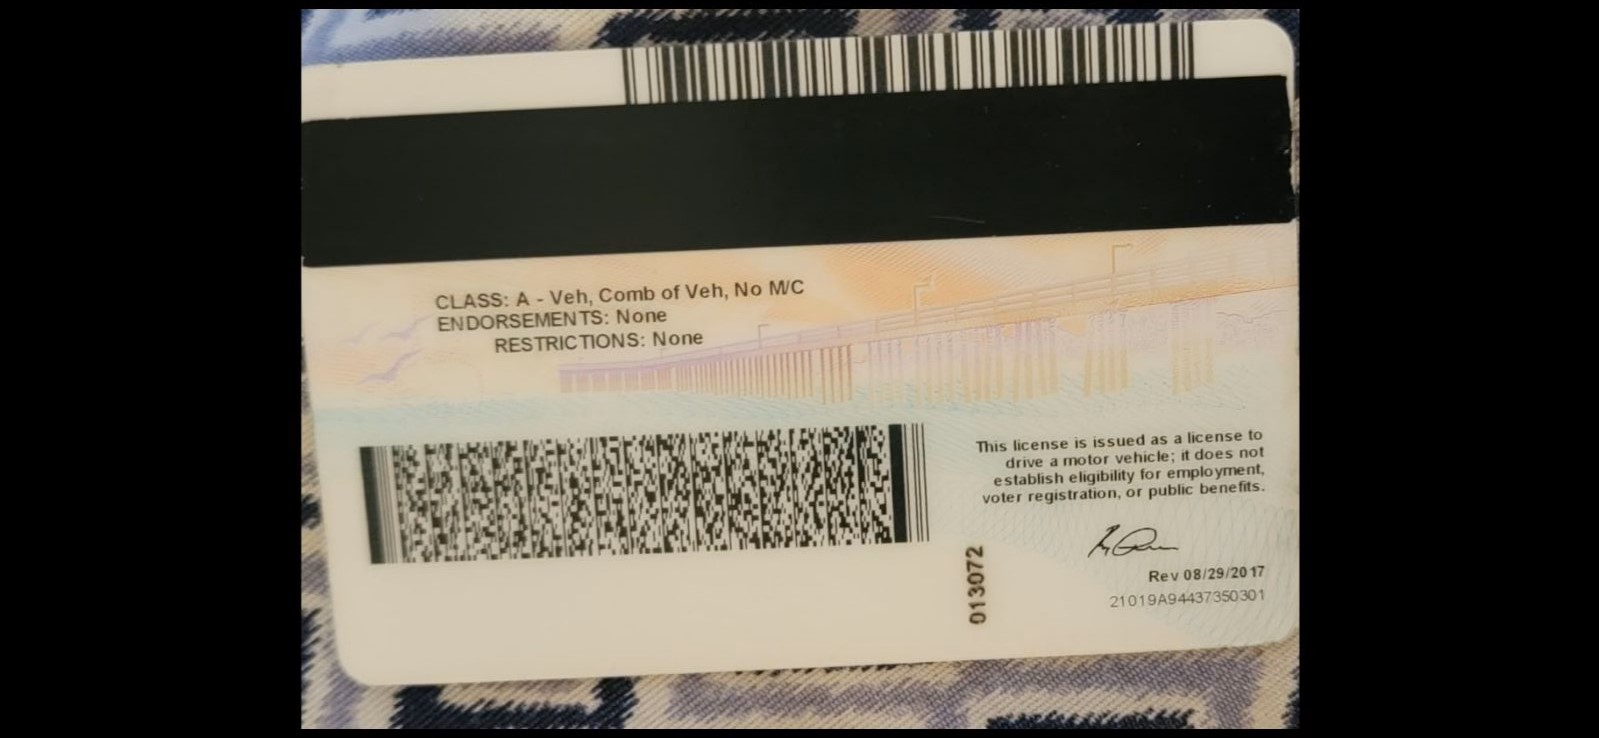 CLASS: A - Veh, Comb of Veh, No M/C
ENDORSEMENTS: None
RESTRICTIONS: None
This license is issued as a license to
drive a motor vehicle; it does not
establish eligibility for employment,
voter registration, or public benefits.
013072
Rev 08/29/2017
21019A94437350301